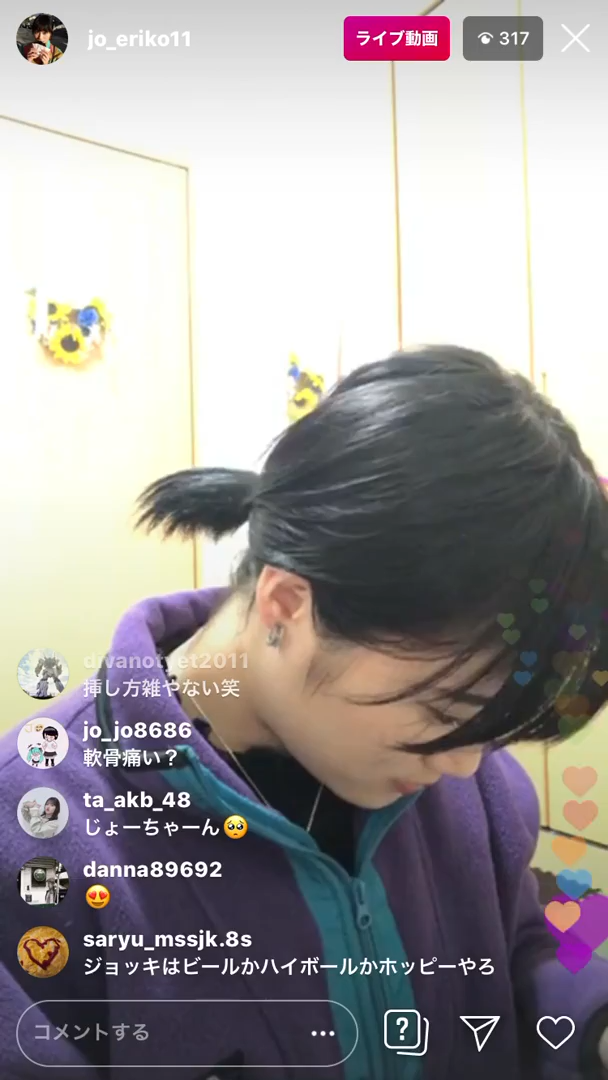 jo_eriko11
ライブ動画
317
divanotyet2011
挿し方雑やない笑
jo_jo8686
軟骨痛い？
ta_akb_48
じょーちゃーん🥺
danna89692
😍
saryu_mssjk.8s
ジョッキはビールかハイボールかホッピーやろ
コメントする